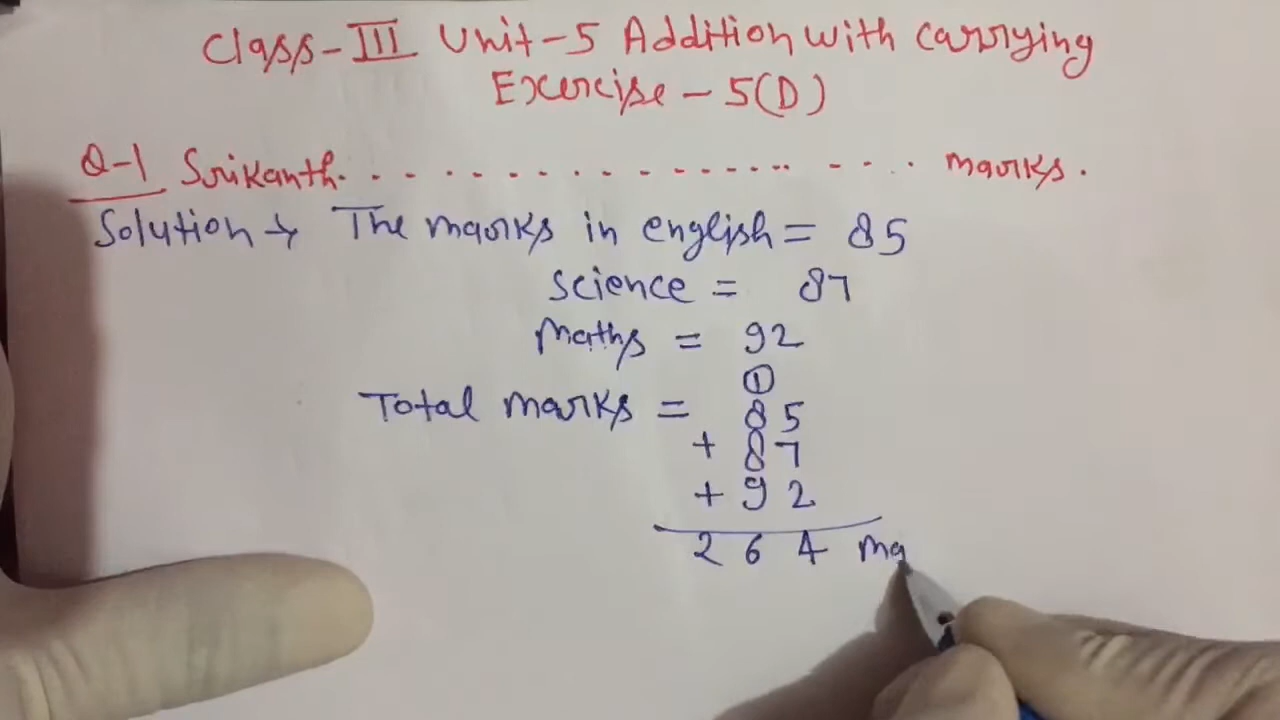 Class-III Unit-5 Addition with carrying
Exercise - 5(D)
Q-1 Srikanth. . . . . . . . . . . . . . . . . . . . . . marks.
Solution → The marks in english = 85
science = 87
maths = 92
①
Total marks = 85
+ 87
+ 92
264 ma